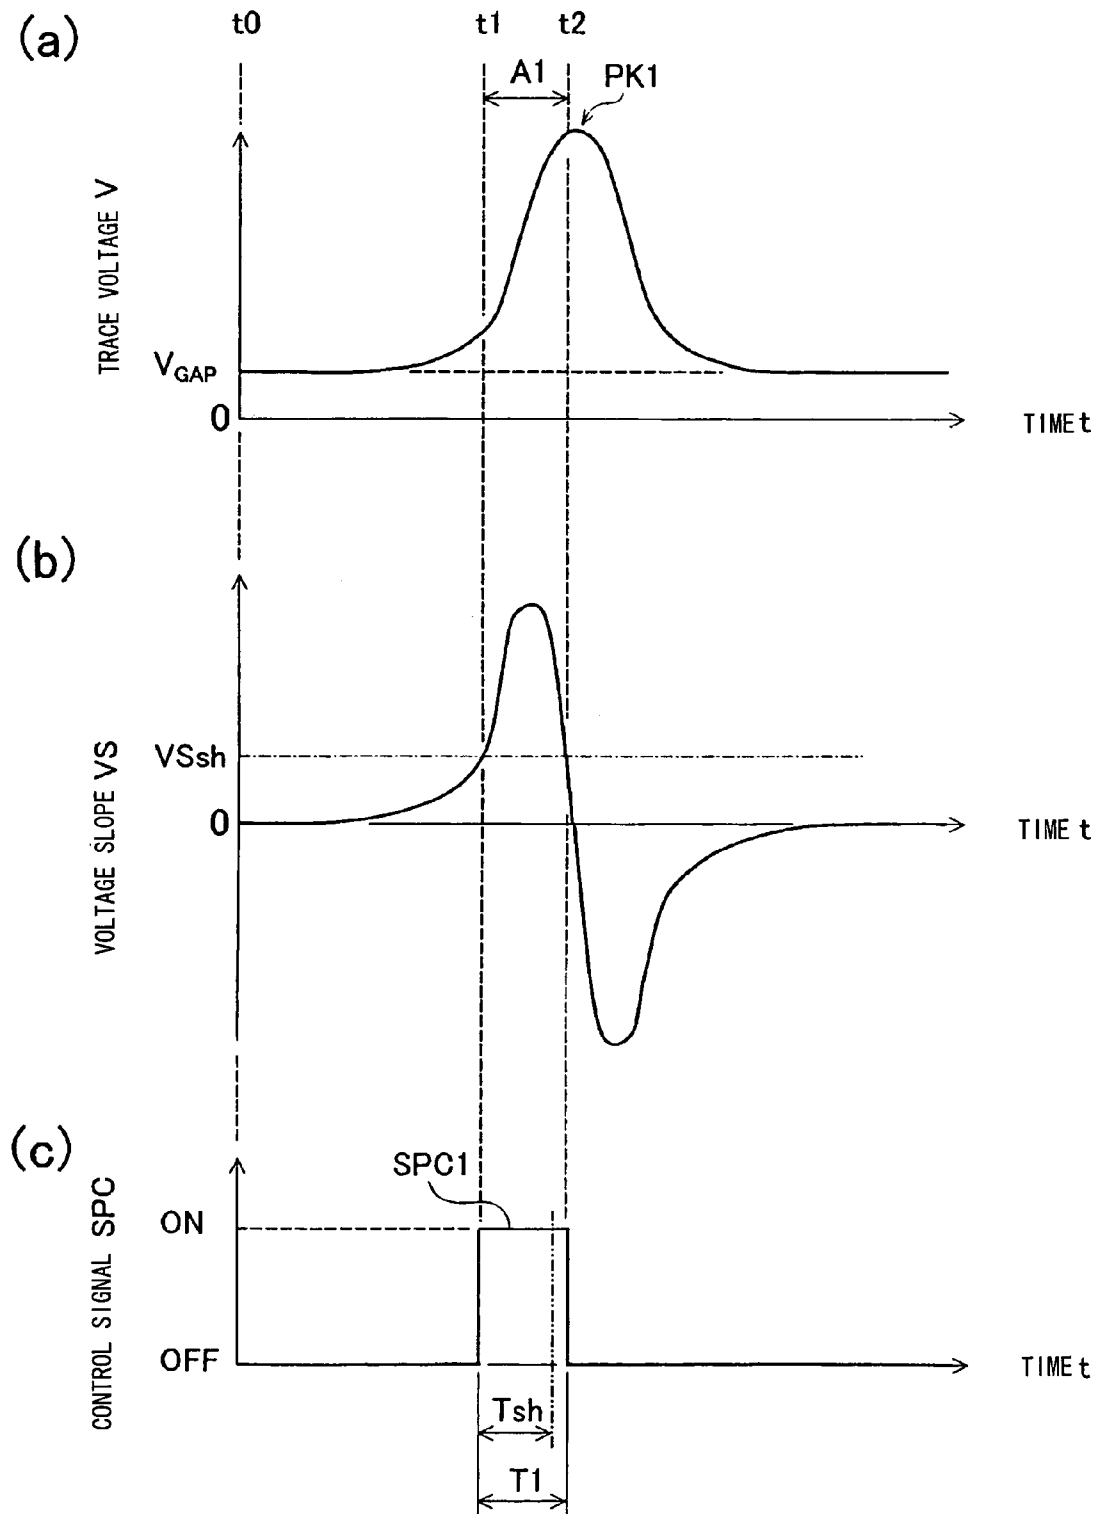 (a)
t0
t1
t2
A1
PK1
TRACE VOLTAGE V
VGAP
0
TIME t
(b)
VOLTAGE SLOPE VS
VSsh
0
TIME t
(c)
CONTROL SIGNAL SPC
SPC1
ON
OFF
TIME t
Tsh
T1